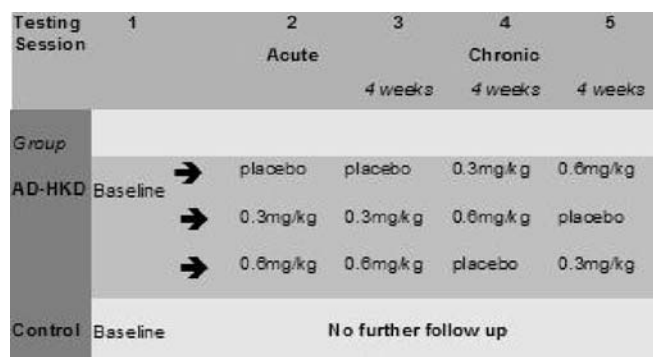 Testing 1 2 3 4 5
Session Acute Chronic
4 weeks 4 weeks 4 weeks
Group
placebo placebo 0.3mg/kg 0.6mg/kg
AD-HKD Baseline
0.3mg/kg 0.3mg/kg 0.6mg/kg placebo
0.6mg/kg 0.6mg/kg placebo 0.3mg/kg
Control Baseline No further follow up